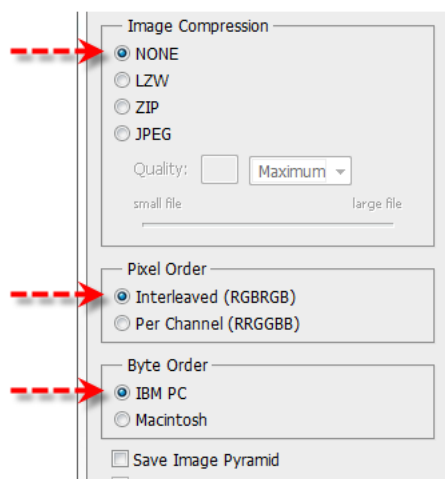 Image Compression
NONE
LZW
ZIP
JPEG
Quality: Maximum
small file large file
Pixel Order
Interleaved (RGBRGB)
Per Channel (RRGGBB)
Byte Order
IBM PC
Macintosh
Save Image Pyramid